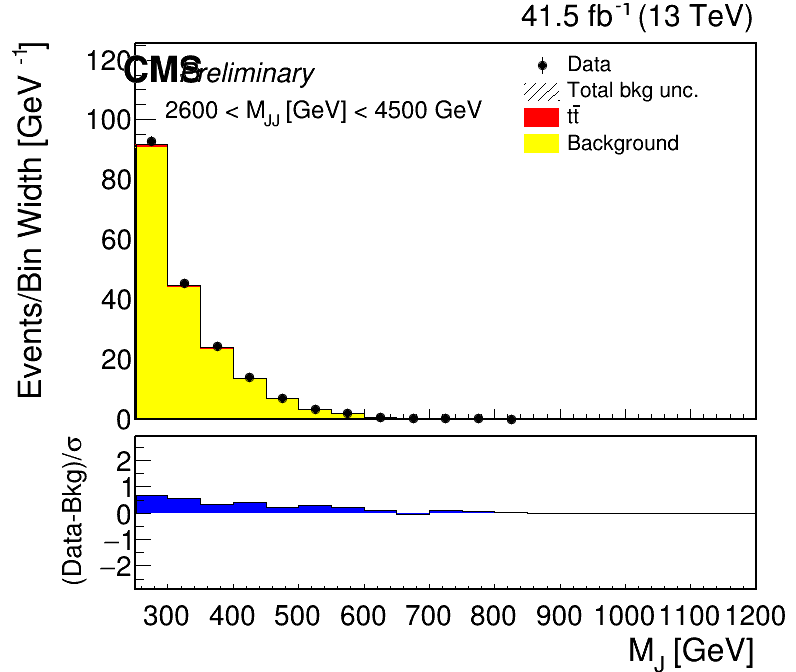 41.5 fb⁻¹ (13 TeV)
CMS Preliminary
2600 < M_JJ [GeV] < 4500 GeV
Data
Total bkg unc.
tt̄
Background
Events/Bin Width [GeV⁻¹]
120
100
80
60
40
20
0
(Data-Bkg)/σ
2
1
0
−1
−2
300 400 500 600 700 800 900 1000 1100 1200
M_J [GeV]